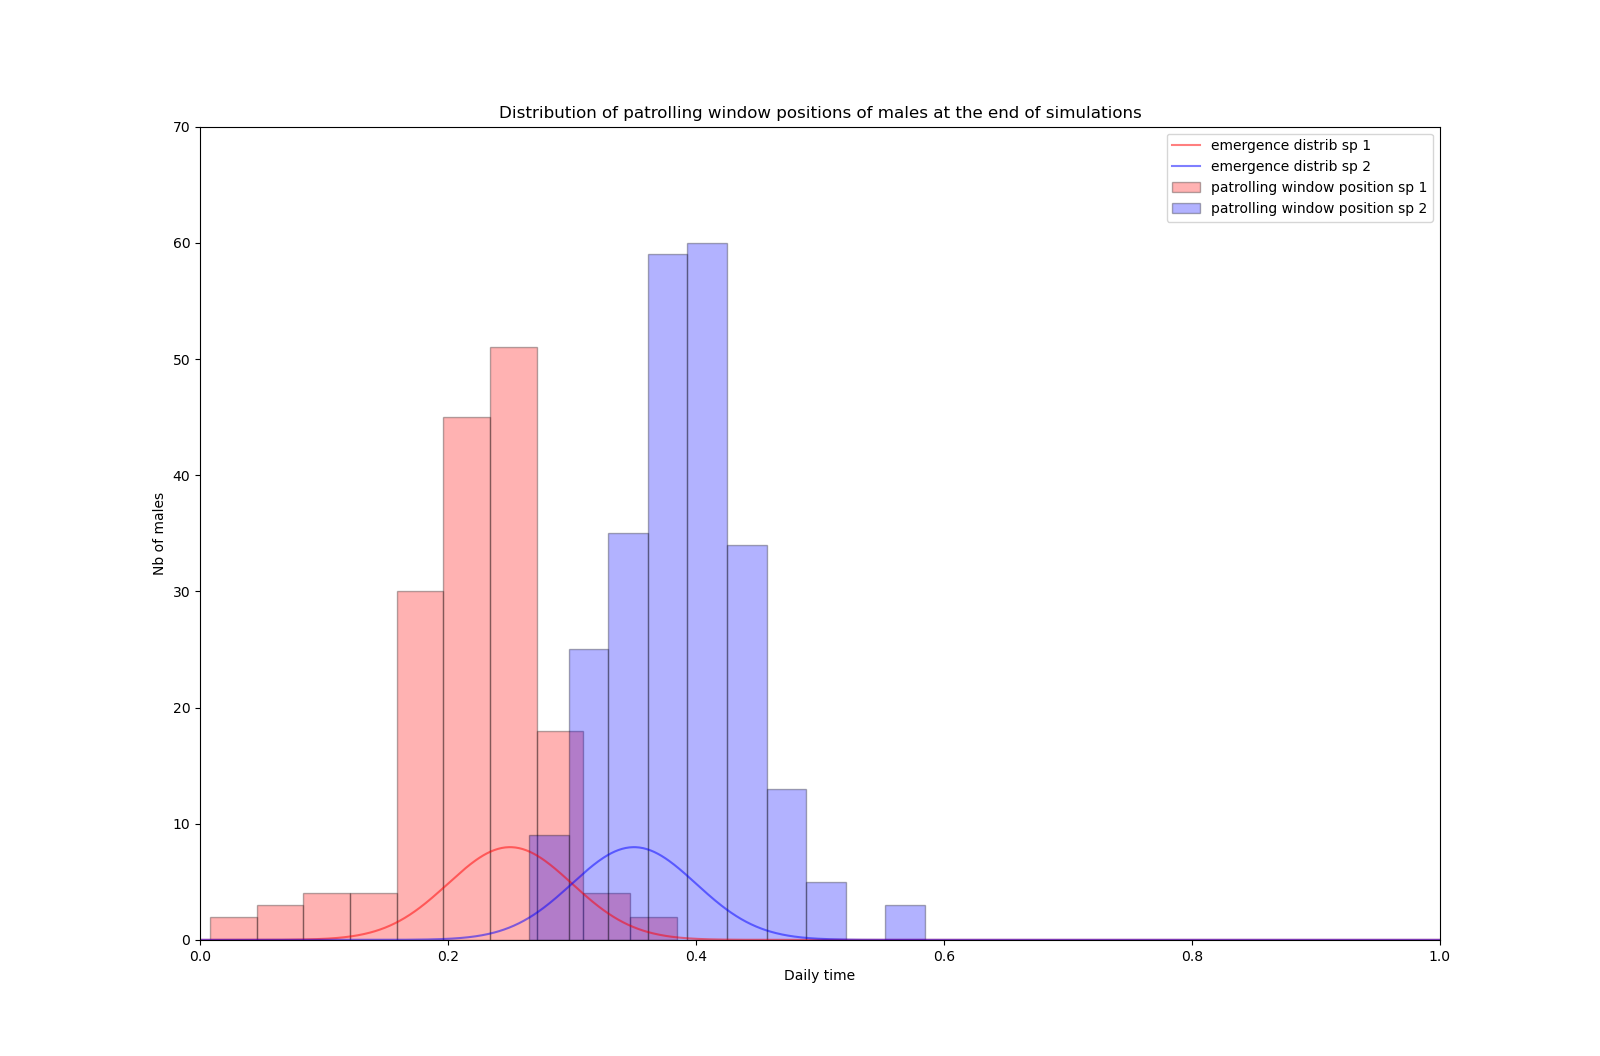 Distribution of patrolling window positions of males at the end of simulations
70
60
50
40
30
20
10
0
Nb of males
emergence distrib sp 1
emergence distrib sp 2
patrolling window position sp 1
patrolling window position sp 2
0.0 0.2 0.4 0.6 0.8 1.0
Daily time